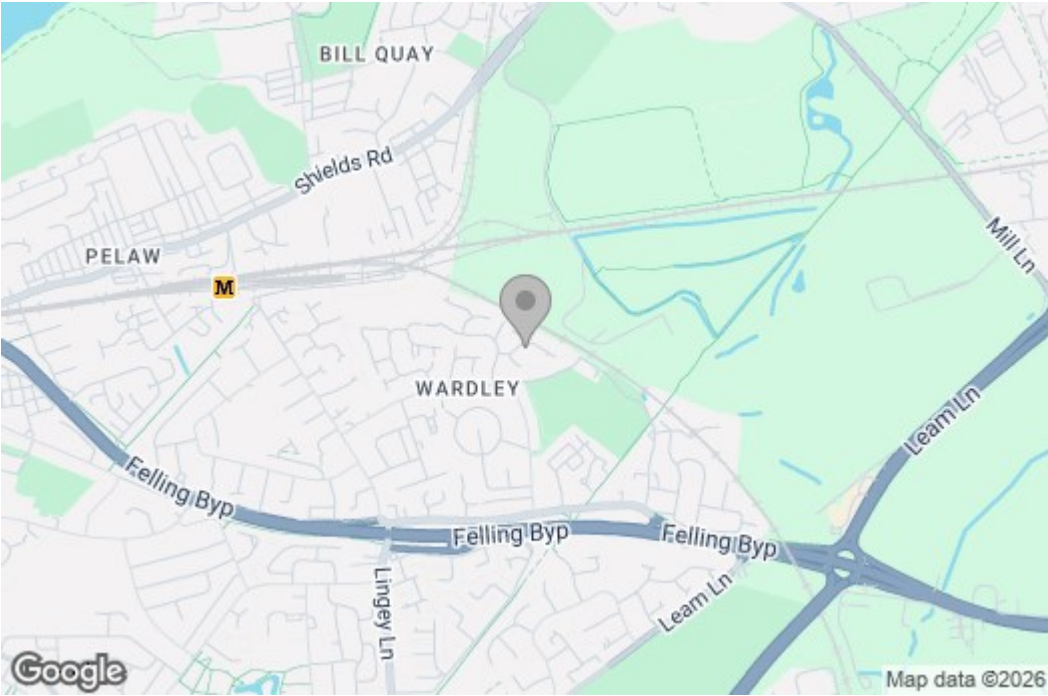 BILL QUAY
Shields Rd
PELAW
M
Mill Ln
WARDLEY
Leam Ln
Felling Byp
Felling Byp
Felling Byp
Lingey Ln
Leam Ln
Google
Map data ©2026